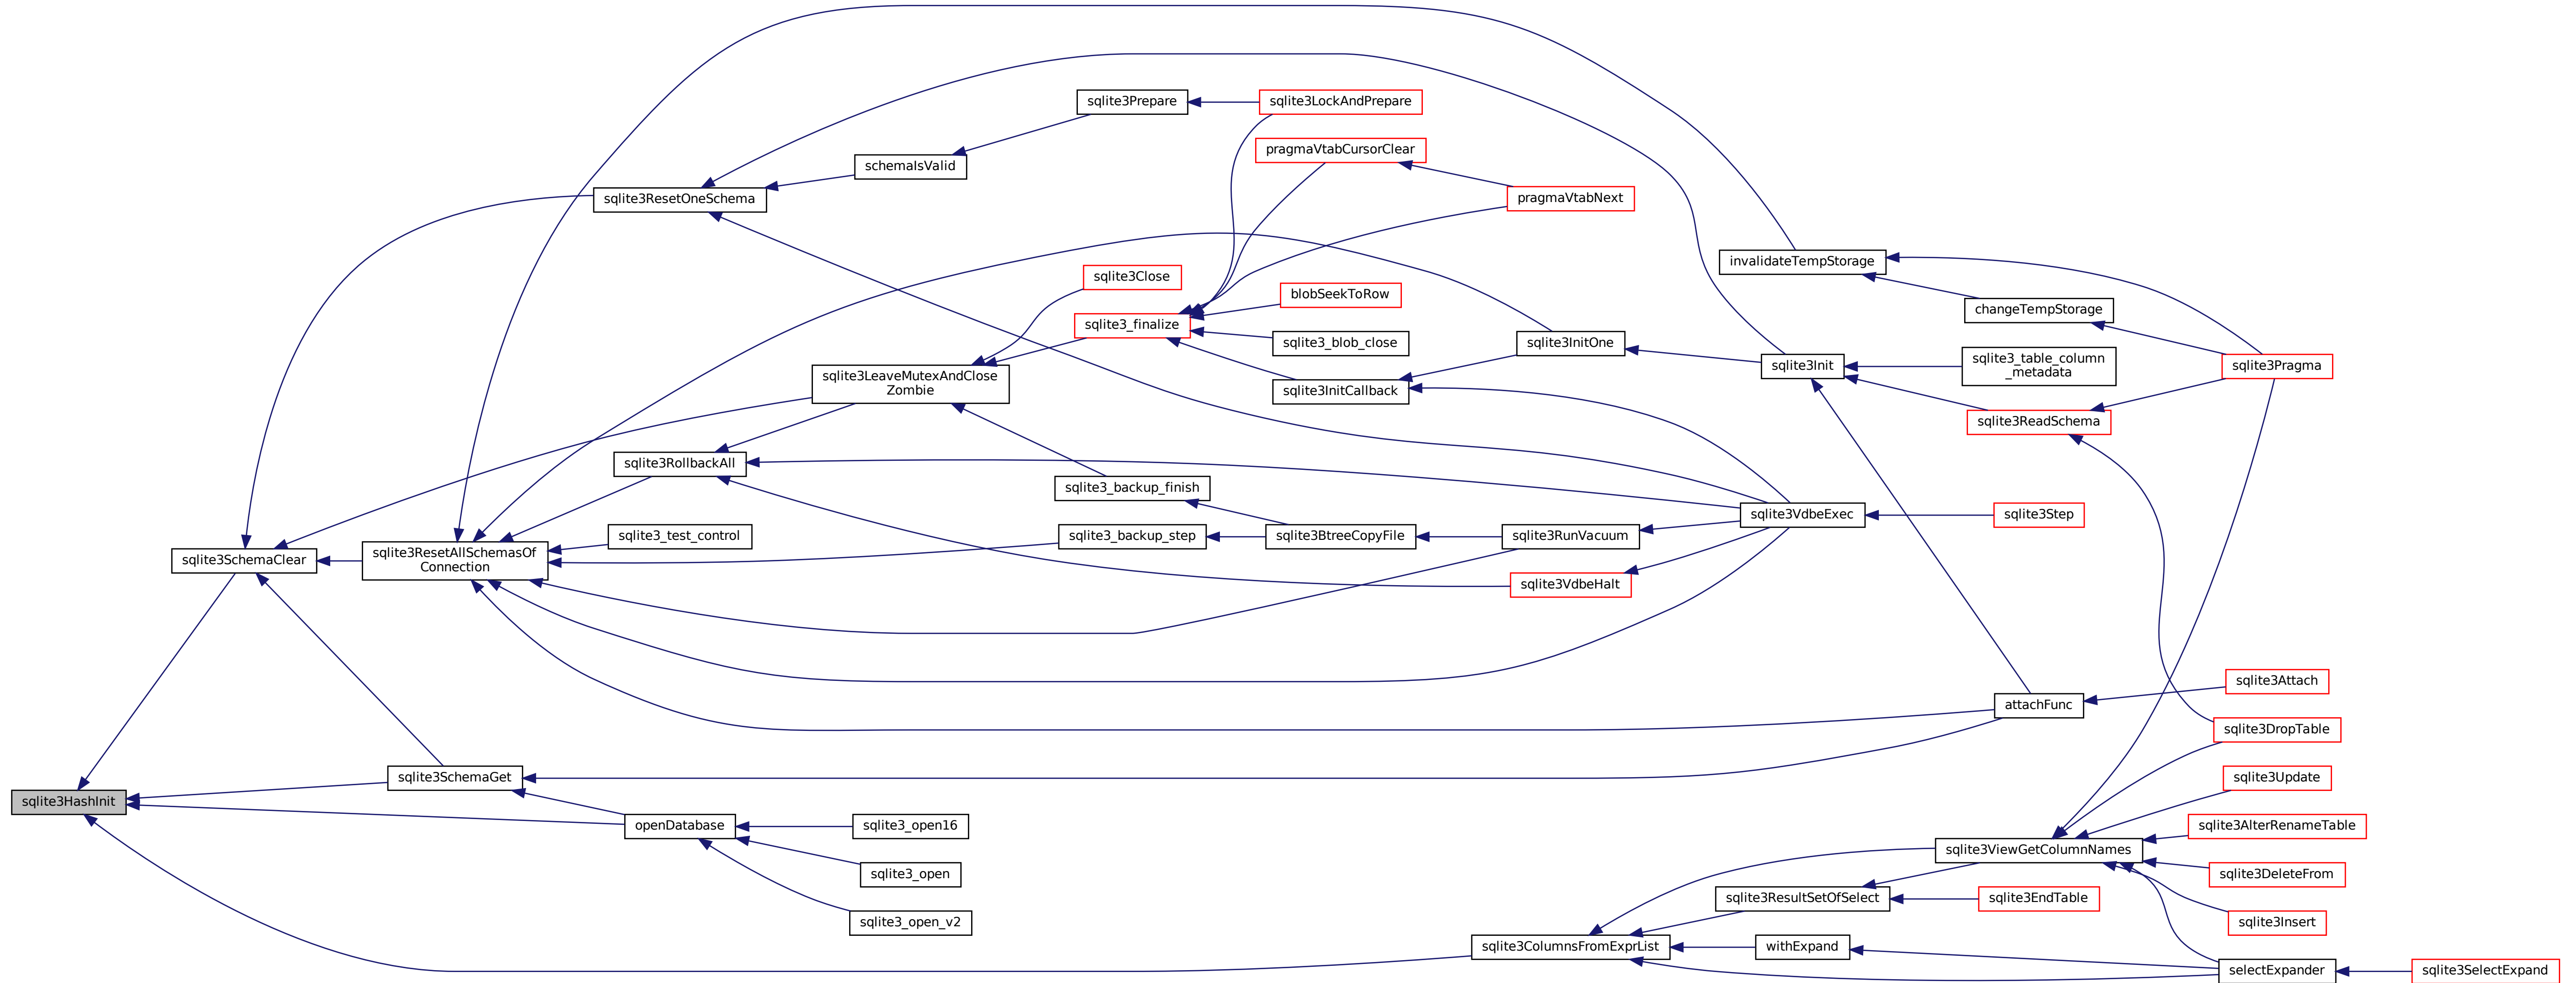 sqlite3Prepare
sqlite3LockAndPrepare
pragmaVtabCursorClear
schemaIsValid
sqlite3ResetOneSchema
pragmaVtabNext
invalidateTempStorage
sqlite3Close
blobSeekToRow
changeTempStorage
sqlite3_finalize
sqlite3_blob_close
sqlite3InitOne
sqlite3Init
sqlite3_table_column
_metadata
sqlite3Pragma
sqlite3LeaveMutexAndClose
Zombie
sqlite3InitCallback
sqlite3ReadSchema
sqlite3RollbackAll
sqlite3_backup_finish
sqlite3VdbeExec
sqlite3Step
sqlite3_test_control
sqlite3_backup_step
sqlite3BtreeCopyFile
sqlite3RunVacuum
sqlite3SchemaClear
sqlite3ResetAllSchemasOf
Connection
sqlite3VdbeHalt
sqlite3Attach
attachFunc
sqlite3DropTable
sqlite3SchemaGet
sqlite3Update
sqlite3HashInit
openDatabase
sqlite3_open16
sqlite3AlterRenameTable
sqlite3ViewGetColumnNames
sqlite3_open
sqlite3DeleteFrom
sqlite3ResultSetOfSelect
sqlite3EndTable
sqlite3_open_v2
sqlite3Insert
sqlite3ColumnsFromExprList
withExpand
selectExpander
sqlite3SelectExpand